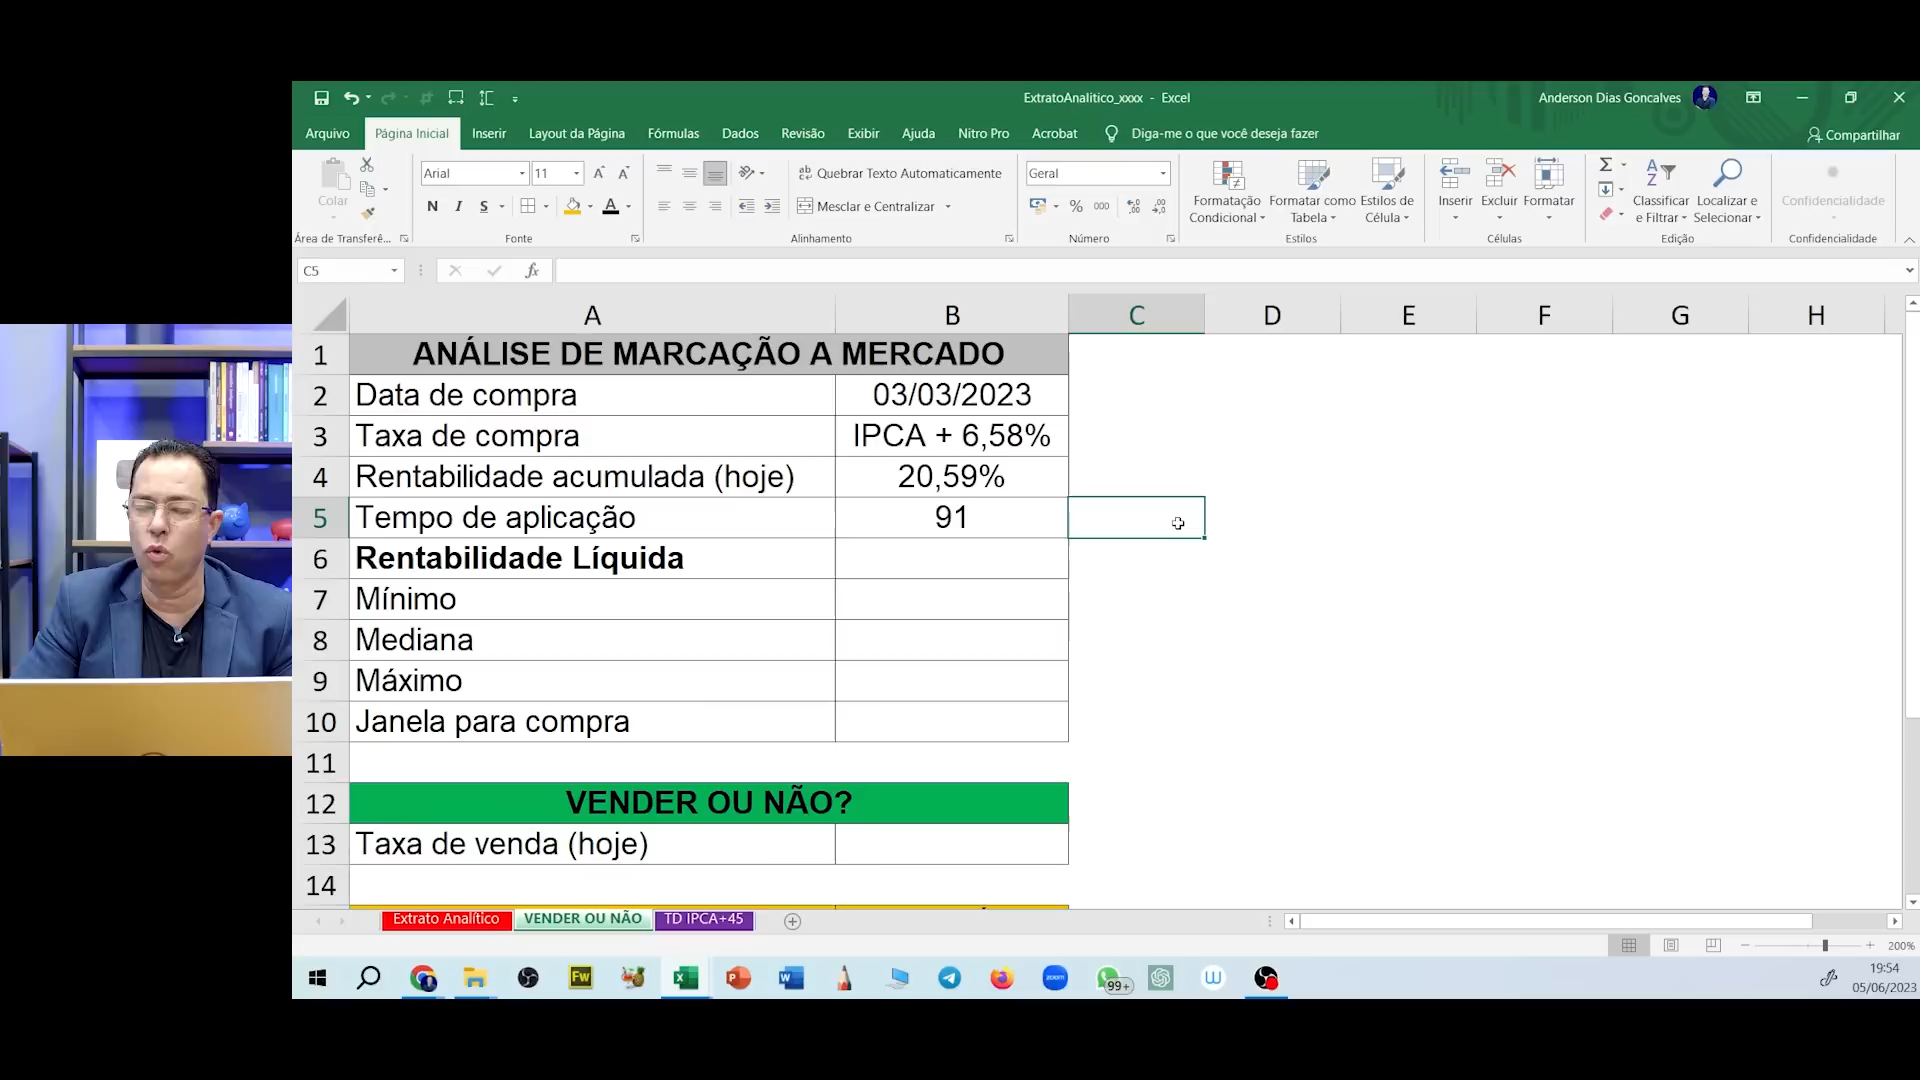 ExtratoAnalitico_xxxx - Excel
Anderson Dias Goncalves
Arquivo Página Inicial Inserir Layout da Página Fórmulas Dados Revisão Exibir Ajuda Nitro Pro Acrobat Diga-me o que você deseja fazer Compartilhar
Arial 11 Quebrar Texto Automaticamente Geral
Colar
N I S A Mesclar e Centralizar % 000
Formatação Condicional
Formatar como Tabela
Estilos de Célula
Inserir Excluir Formatar
Classificar e Filtrar
Localizar e Selecionar
Confidencialidade
Área de Transferê... Fonte Alinhamento Número Estilos Células Edição Confidencialidade
C5 fx
A B C D E F G H
1 ANÁLISE DE MARCAÇÃO A MERCADO
2 Data de compra 03/03/2023
3 Taxa de compra IPCA + 6,58%
4 Rentabilidade acumulada (hoje) 20,59%
5 Tempo de aplicação 91
6 Rentabilidade Líquida
7 Mínimo
8 Mediana
9 Máximo
10 Janela para compra
11
12 VENDER OU NÃO?
13 Taxa de venda (hoje)
14
Extrato Analítico VENDER OU NÃO TD IPCA+45
200%
Fw zoom 99+ W
19:54
05/06/2023